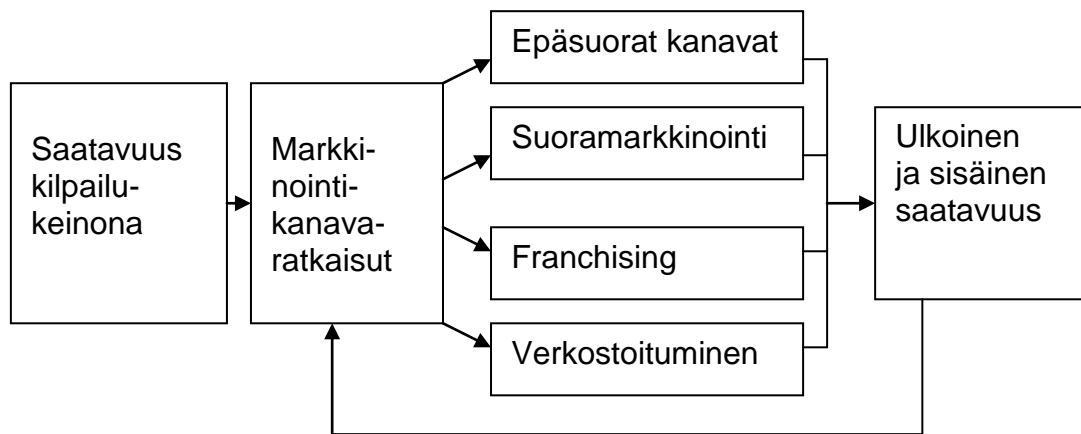 Saatavuus
kilpailu-
keinona
Markki-
nointi-
kanava-
ratkaisut
Epäsuorat kanavat
Suoramarkkinointi
Franchising
Verkostoituminen
Ulkoinen
ja sisäinen
saatavuus